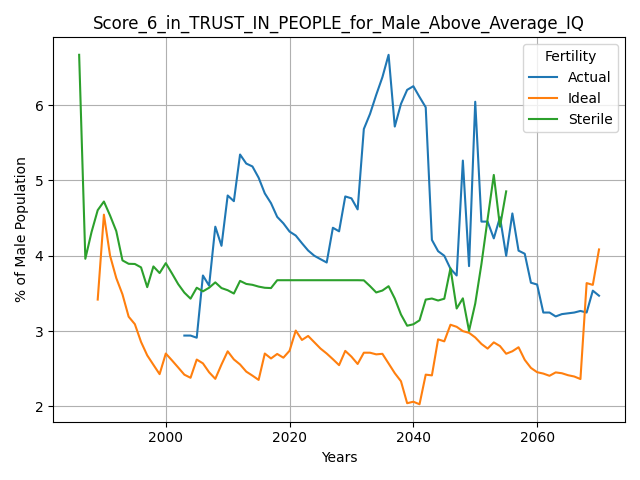 Score_6_in_TRUST_IN_PEOPLE_for_Male_Above_Average_IQ
Fertility
Actual
Ideal
Sterile
% of Male Population
6
5
4
3
2
2000 2020 2040 2060
Years